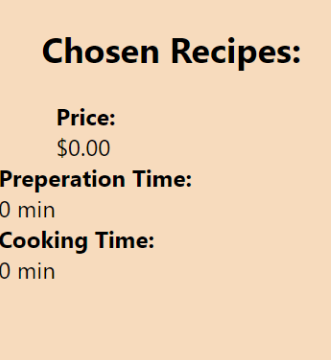 Chosen Recipes:
Price:
$0.00
Preperation Time:
0 min
Cooking Time:
0 min